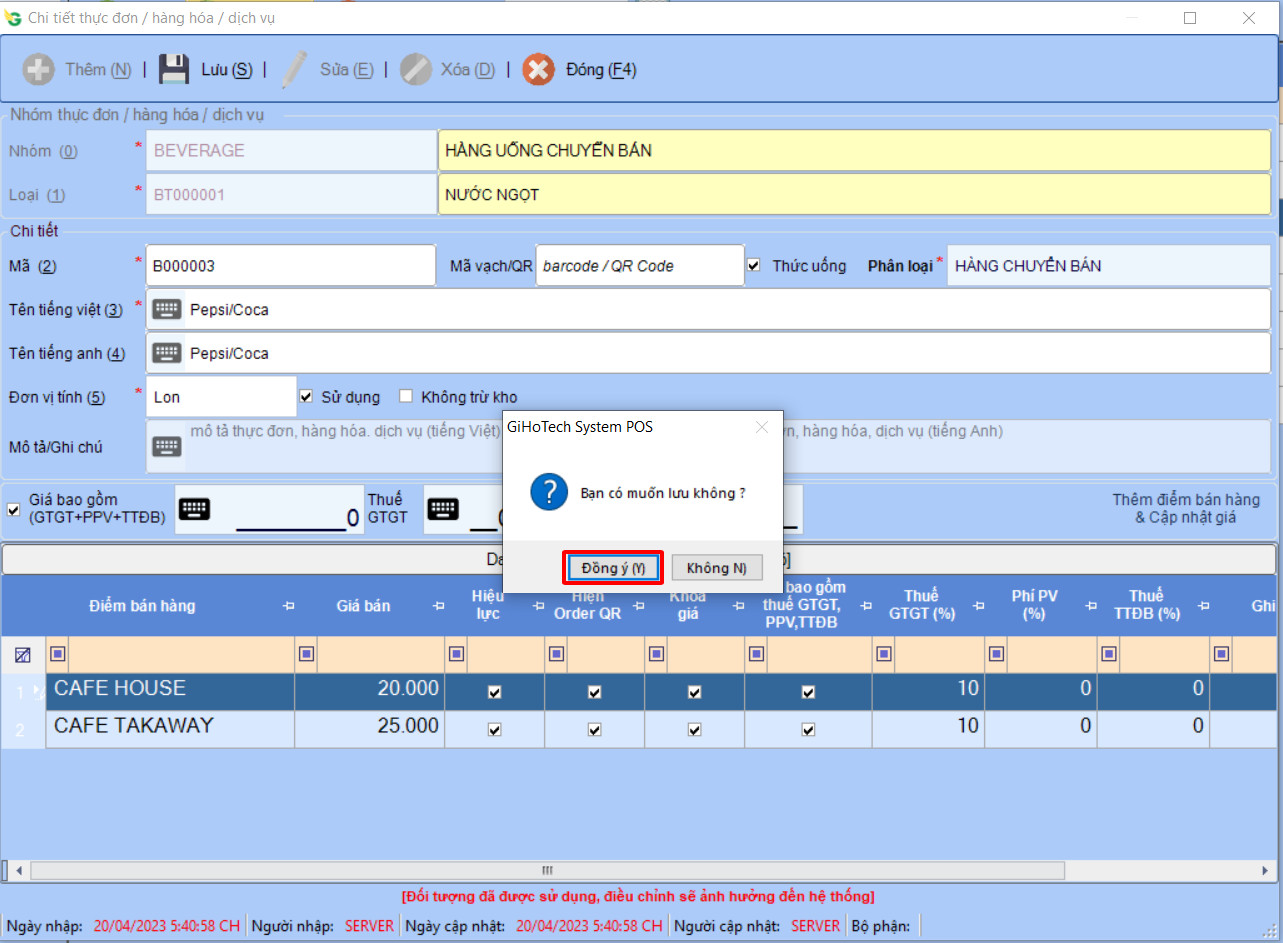 Chi tiết thực đơn / hàng hóa / dịch vụ
Thêm (N) | Lưu (S) | Sửa (E) | Xóa (D) | Đóng (F4)
Nhóm thực đơn / hàng hóa / dịch vụ
Nhóm (0) * BEVERAGE HÀNG UỐNG CHUYỂN BÁN
Loại (1) * BT000001 NƯỚC NGỌT
Chi tiết
Mã (2) * B000003 Mã vạch/QR barcode / QR Code Thức uống Phân loại * HÀNG CHUYỂN BÁN
Tên tiếng việt (3) * Pepsi/Coca
Tên tiếng anh (4) Pepsi/Coca
Đơn vị tính (5) * Lon Sử dụng Không trừ kho
GiHoTech System POS
mô tả thực đơn, hàng hóa. dịch vụ (tiếng Việt) hàng hóa, dịch vụ (tiếng Anh)
Mô tả/Ghi chú
Bạn có muốn lưu không ?
Giá bao gồm
(GTGT+PPV+TTĐB)
0
Thuế
GTGT
Thêm điểm bán hàng
& Cập nhật giá
Đồng ý (Y) Không N)
Điểm bán hàng
Giá bán
Hiệu
lực
Hiện
Order QR
Khóa
giá
bao gồm
thuế GTGT,
PPV,TTĐB
Thuế
GTGT (%)
Phí PV
(%)
Thuế
TTĐB (%)
Ghi
1 CAFE HOUSE 20.000 10 0 0
2 CAFE TAKAWAY 25.000 10 0 0
[Đối tượng đã được sử dụng, điều chỉnh sẽ ảnh hưởng đến hệ thống]
Ngày nhập: 20/04/2023 5:40:58 CH Người nhập: SERVER Ngày cập nhật: 20/04/2023 5:40:58 CH Người cập nhật: SERVER Bộ phận: